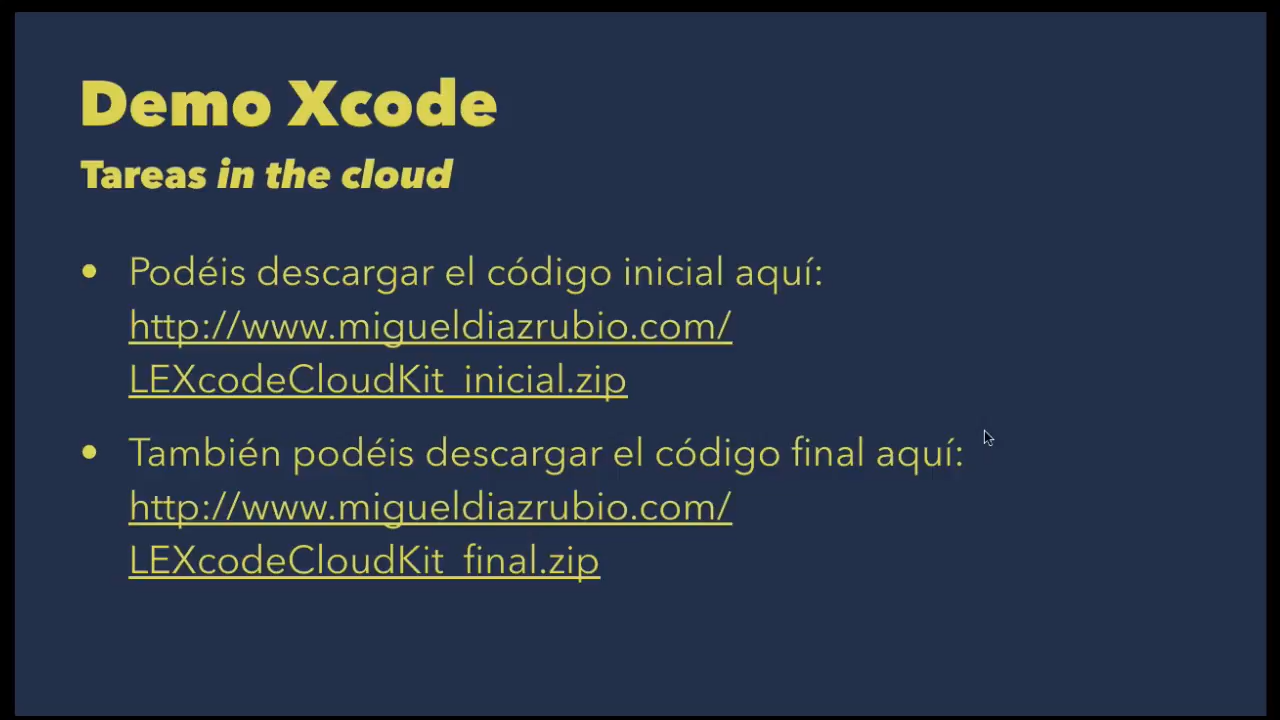 Demo Xcode
Tareas in the cloud
• Podéis descargar el código inicial aquí:
http://www.migueldiazrubio.com/
LEXcodeCloudKit_inicial.zip
• También podéis descargar el código final aquí:
http://www.migueldiazrubio.com/
LEXcodeCloudKit_final.zip